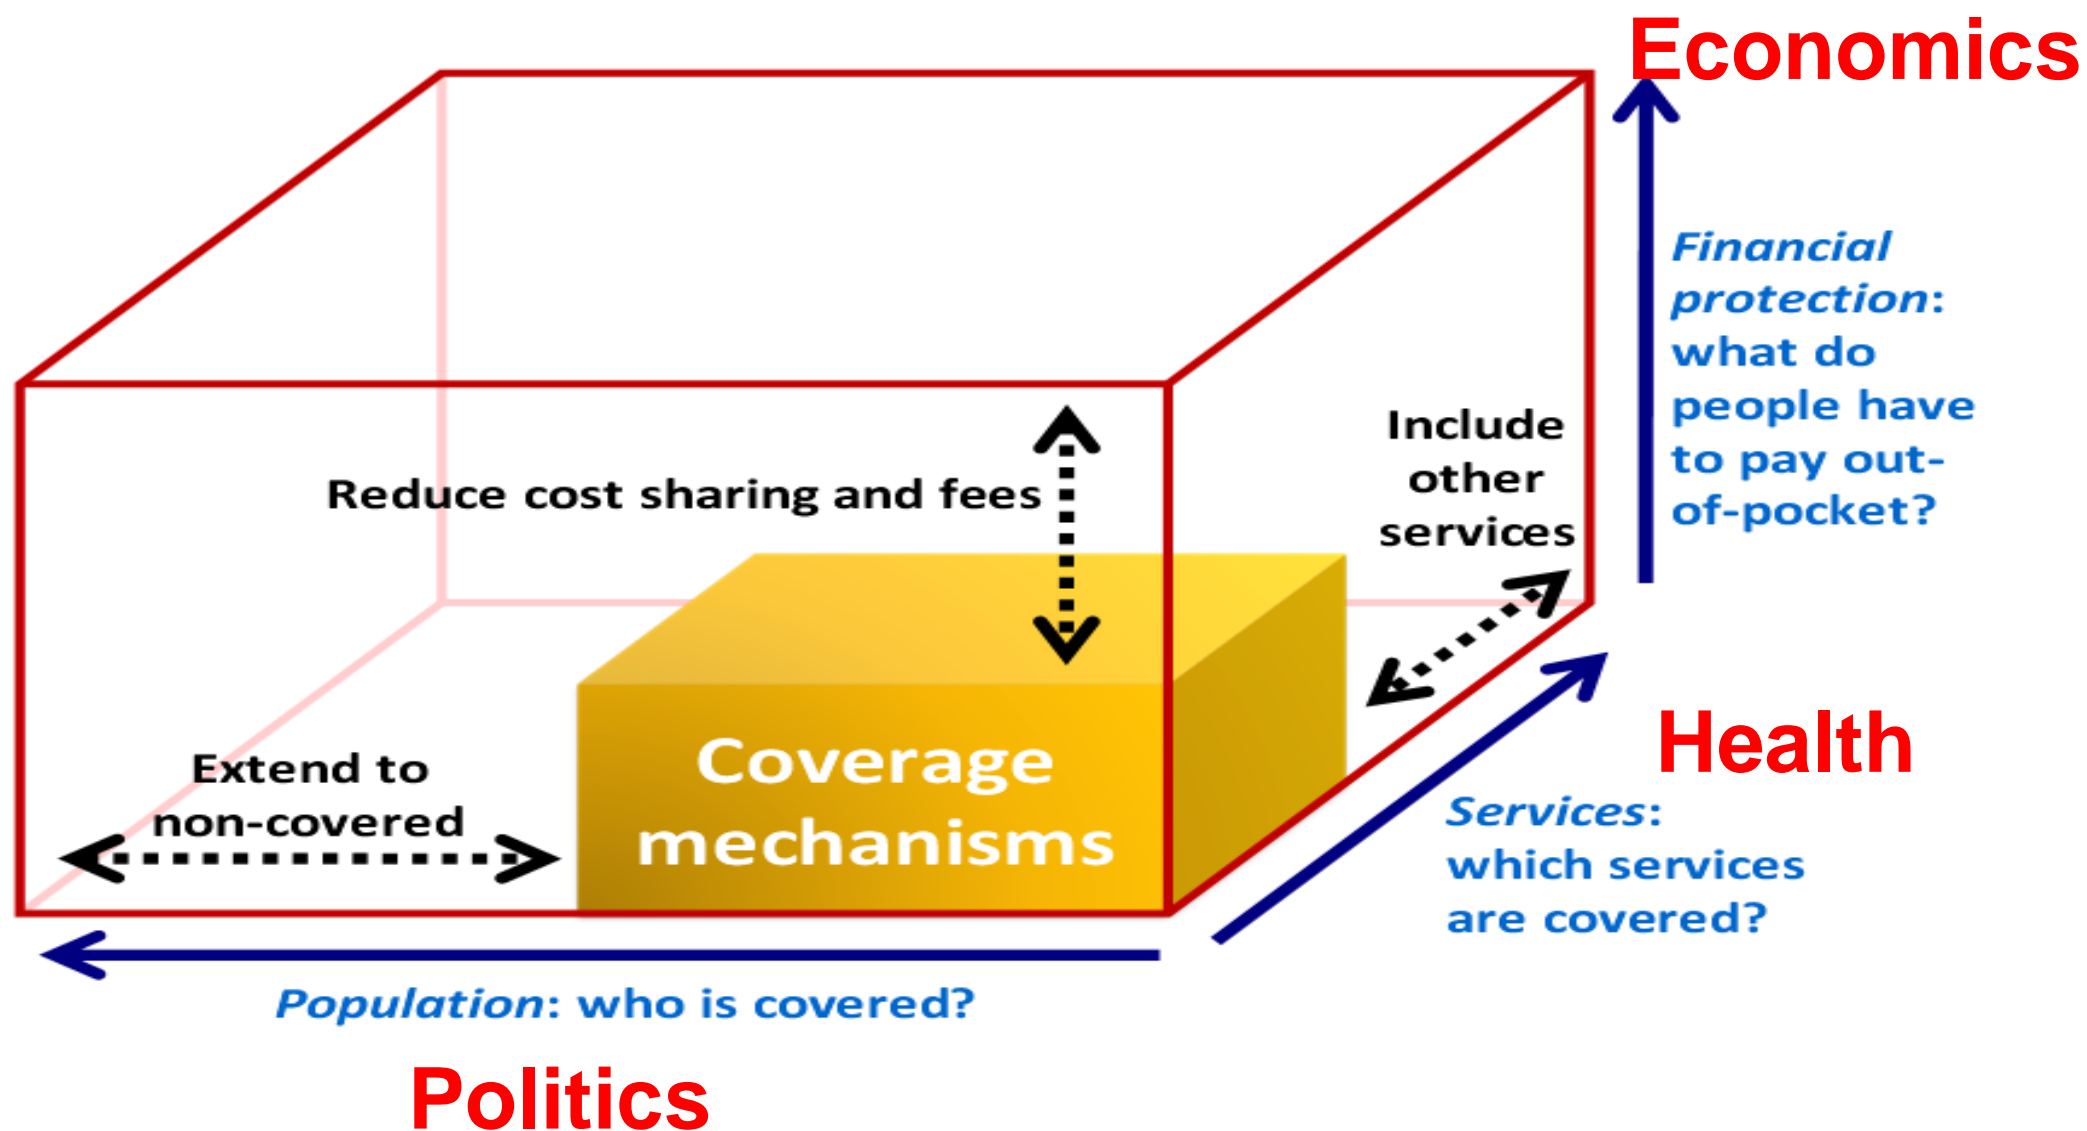 Economics
Financial
protection:
what do
people have
to pay out-
of-pocket?
Include
other
services
Reduce cost sharing and fees
Coverage
mechanisms
Extend to
non-covered
Health
Services:
which services
are covered?
Population: who is covered?
Politics